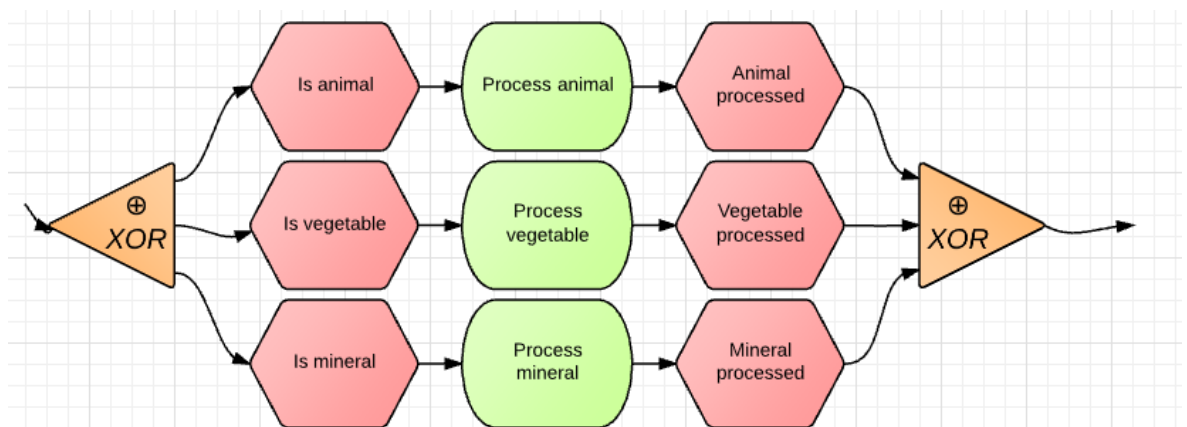 Is animal
Process animal
Animal
processed
⊕
XOR
Is vegetable
Process
vegetable
Vegetable
processed
⊕
XOR
Is mineral
Process
mineral
Mineral
processed